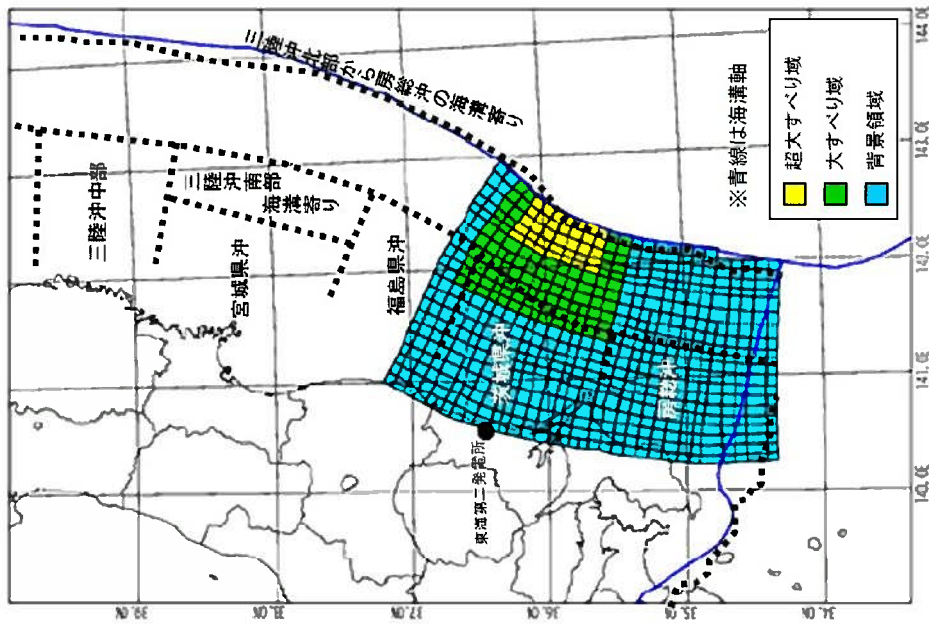 三陸沖北部から房総沖の海溝寄り
三陸沖中部
三陸沖南部
海溝寄り
宮城県沖
福島県沖
茨城県沖
房総沖
東海第二発電所
※青線は海溝軸
超大すべり域
大すべり域
背景領域
144.0E
143.0E
142.0E
141.0E
140.0E
39.0N
38.0N
37.0N
36.0N
35.0N
34.0N